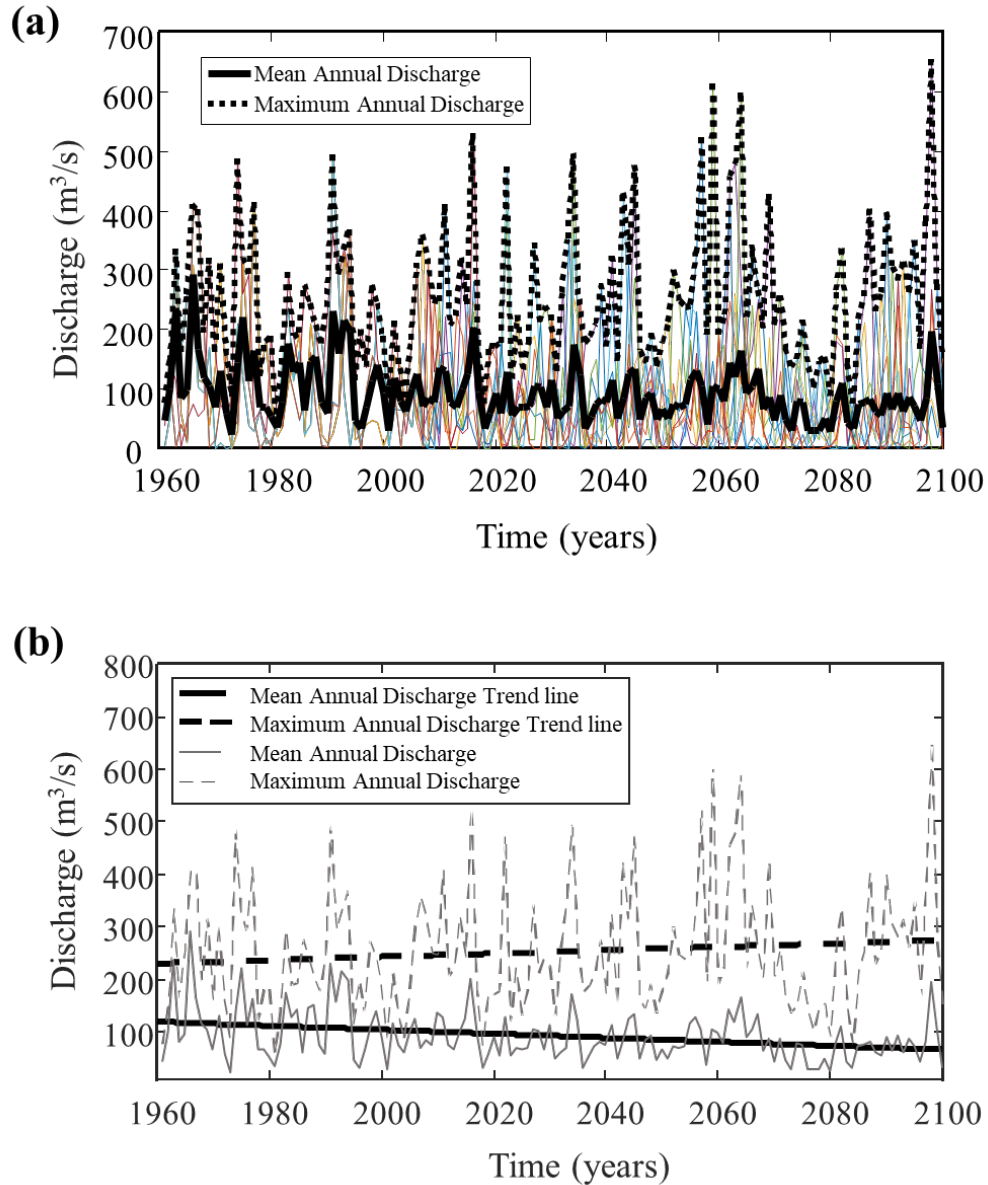 (a)
700
600
500
400
300
200
100
0
Mean Annual Discharge
Maximum Annual Discharge
Discharge (m³/s)
1960 1980 2000 2020 2040 2060 2080 2100
Time (years)
(b)
800
700
600
500
400
300
200
100
Mean Annual Discharge Trend line
Maximum Annual Discharge Trend line
Mean Annual Discharge
Maximum Annual Discharge
Discharge (m³/s)
1960 1980 2000 2020 2040 2060 2080 2100
Time (years)